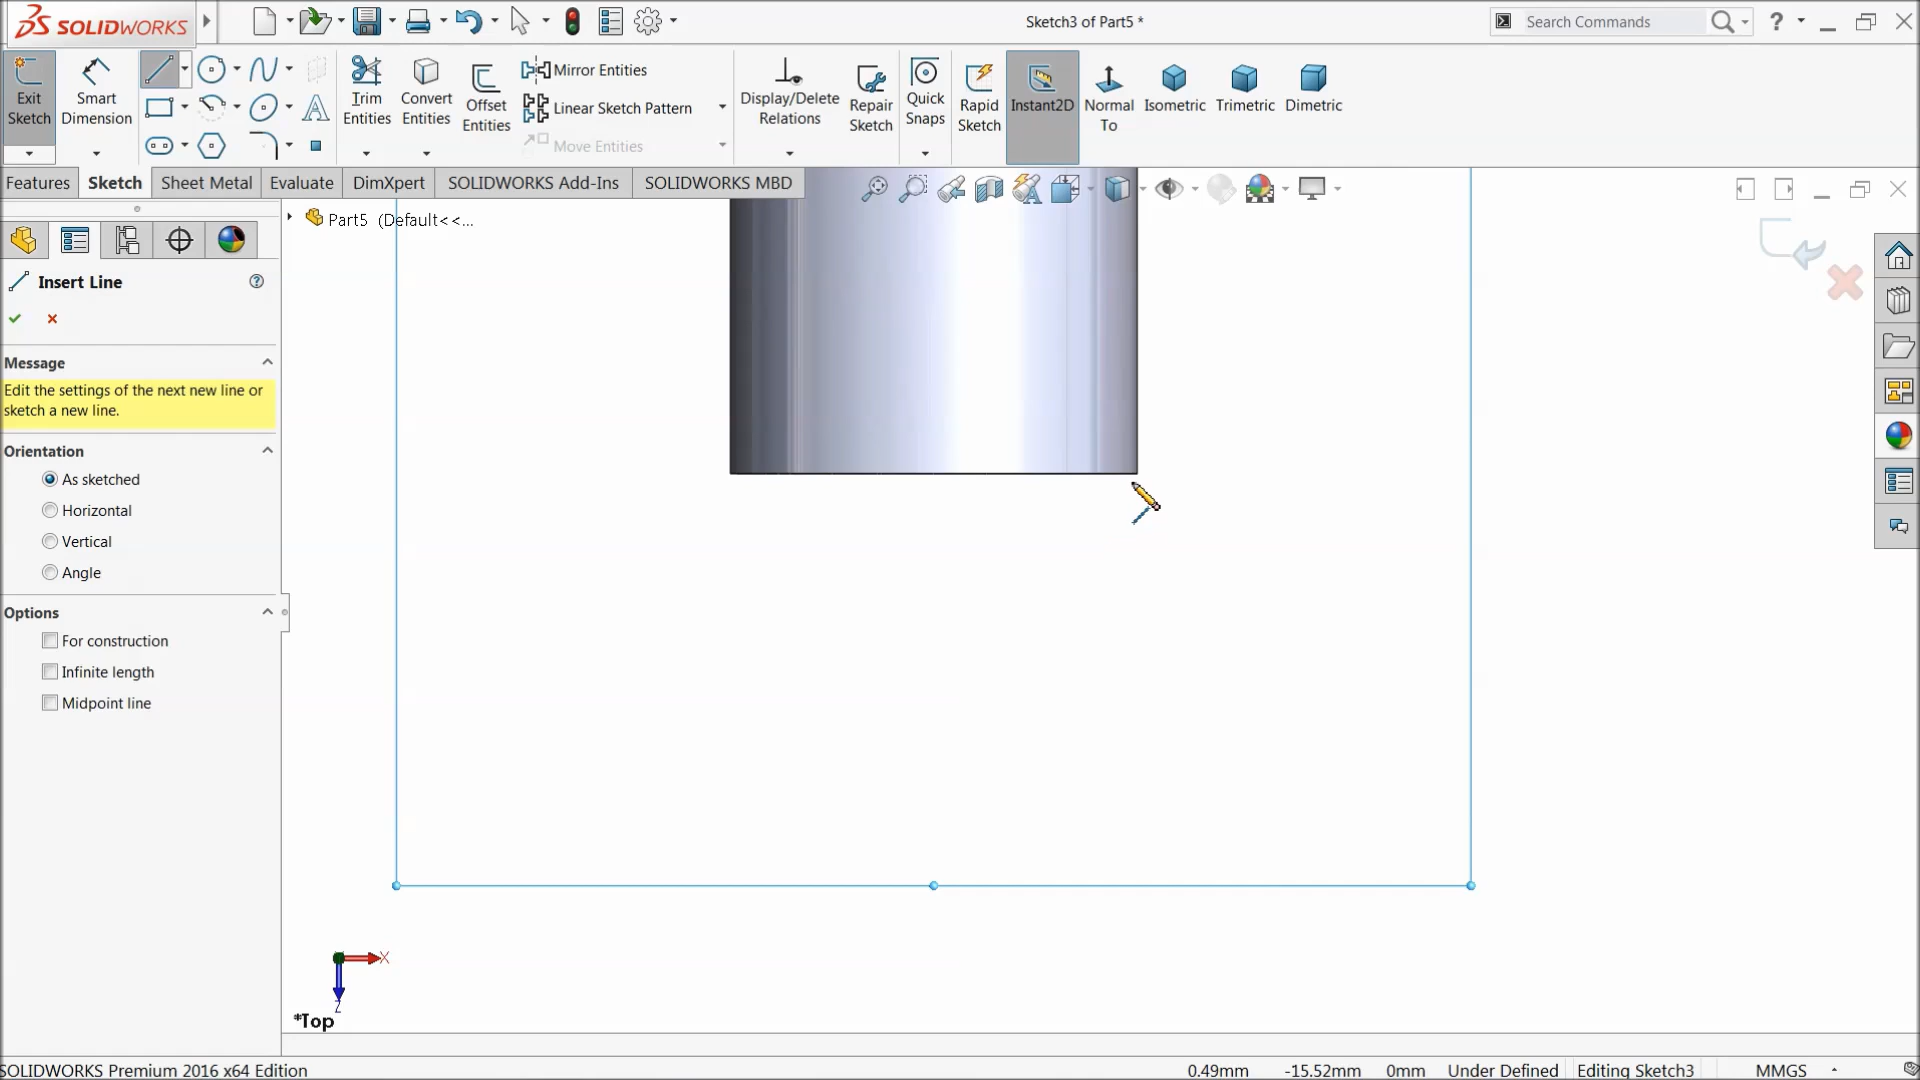 SOLIDWORKS
Sketch3 of Part5 *
Search Commands
Exit Sketch
Smart Dimension
Trim Entities
Convert Entities
Offset Entities
Mirror Entities
Linear Sketch Pattern
Move Entities
Display/Delete Relations
Repair Sketch
Quick Snaps
Rapid Sketch
Instant2D
Normal To
Isometric
Trimetric
Dimetric
Features
Sketch
Sheet Metal
Evaluate
DimXpert
SOLIDWORKS Add-Ins
SOLIDWORKS MBD
Part5 (Default<<...
Insert Line
Message
Edit the settings of the next new line or
sketch a new line.
Orientation
As sketched
Horizontal
Vertical
Angle
Options
For construction
Infinite length
Midpoint line
X
Z
*Top
SOLIDWORKS Premium 2016 x64 Edition
0.49mm
-15.52mm
0mm
Under Defined
Editing Sketch3
MMGS